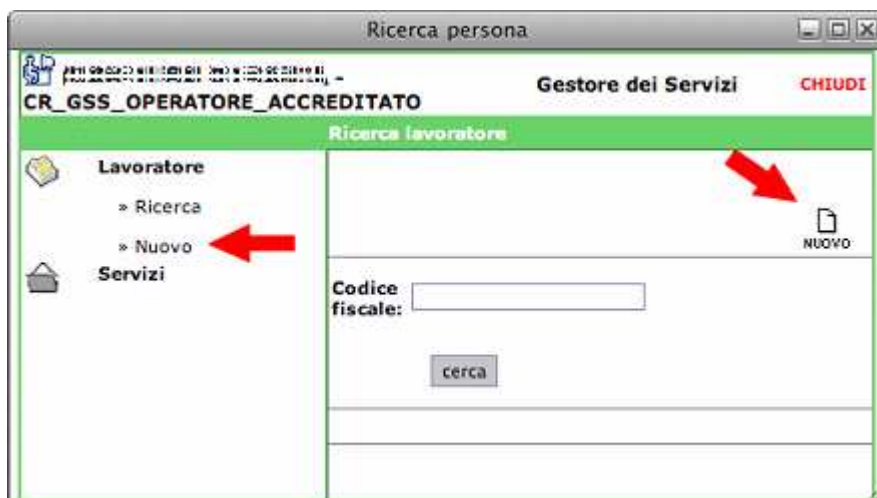 Ricerca persona
CR_GSS_OPERATORE_ACCREDITATO
Gestore dei Servizi
CHIUDI
Ricerca lavoratore
Lavoratore
» Ricerca
» Nuovo
Servizi
NUOVO
Codice
fiscale:
cerca